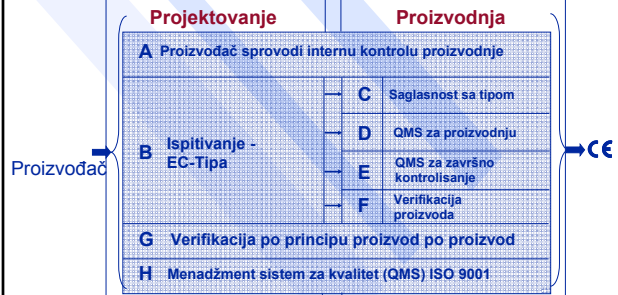 Projektovanje Proizvodnja
A Proizvođač sprovodi internu kontrolu proizvodnje
C Saglasnost sa tipom
D QMS za proizvodnju
B Ispitivanje -
EC-Tipa
E QMS za završno
kontrolisanje
F Verifikacija
proizvoda
Proizvođač
CE
G Verifikacija po principu proizvod po proizvod
H Menadžment sistem za kvalitet (QMS) ISO 9001